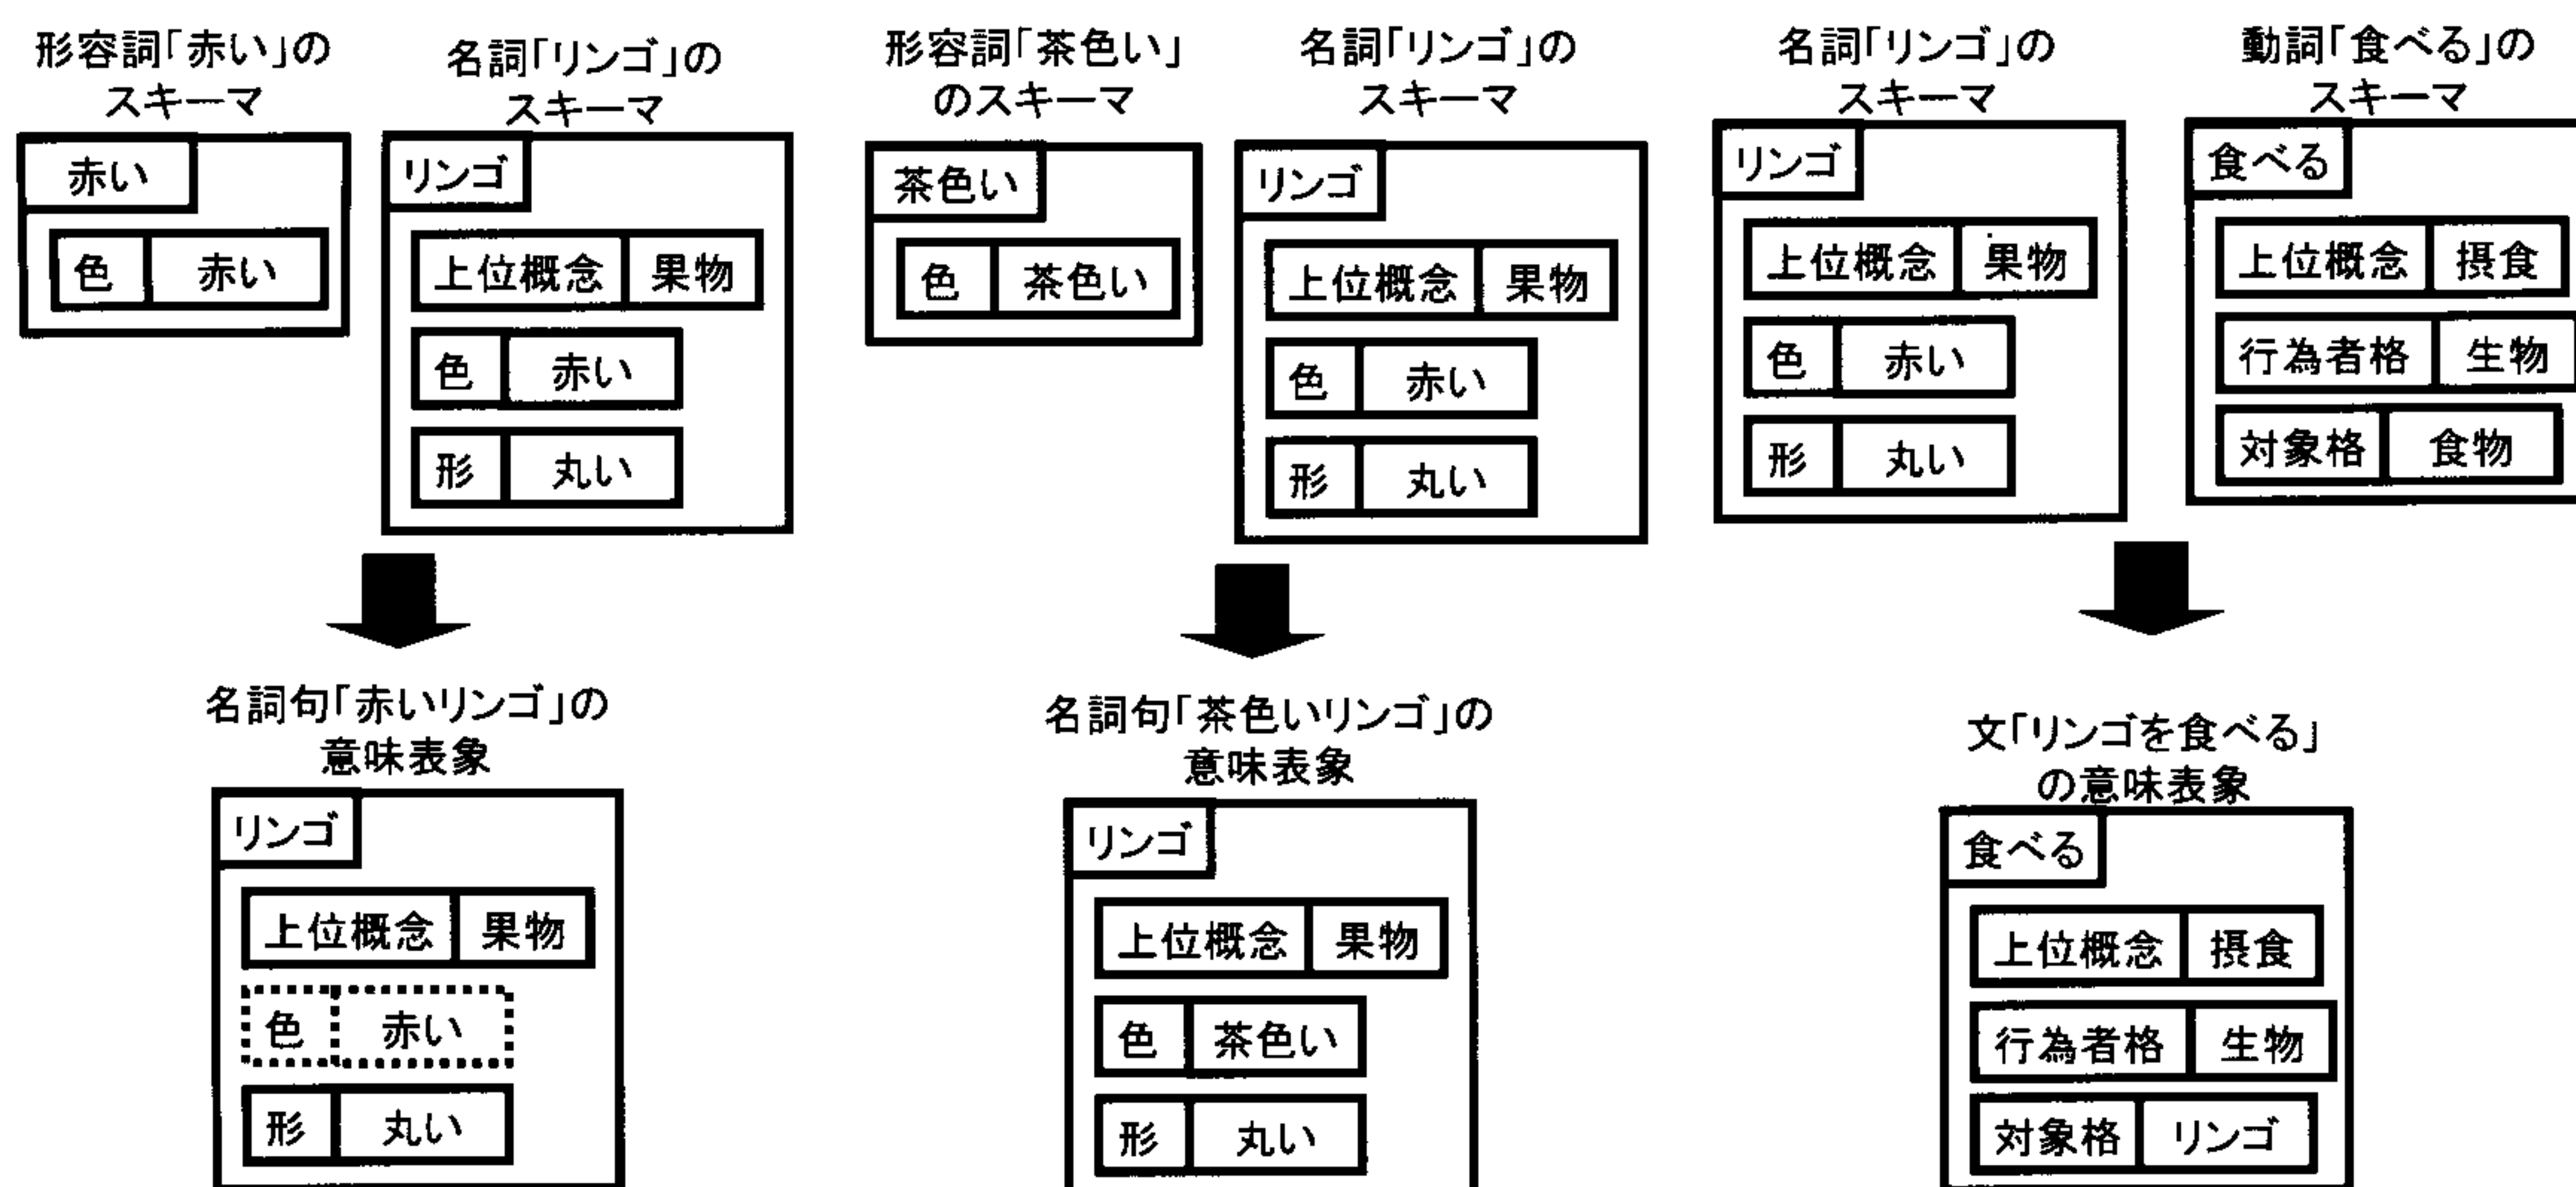 形容詞「赤い」の
スキーマ
赤い
色 赤い
名詞「リンゴ」の
スキーマ
リンゴ
上位概念 果物
色 赤い
形 丸い
名詞句「赤いリンゴ」の
意味表象
リンゴ
上位概念 果物
色 赤い
形 丸い
形容詞「茶色い」
のスキーマ
茶色い
色 茶色い
名詞「リンゴ」の
スキーマ
リンゴ
上位概念 果物
色 赤い
形 丸い
名詞句「茶色いリンゴ」の
意味表象
リンゴ
上位概念 果物
色 茶色い
形 丸い
名詞「リンゴ」の
スキーマ
リンゴ
上位概念 果物
色 赤い
形 丸い
動詞「食べる」の
スキーマ
食べる
上位概念 摂食
行為者格 生物
対象格 食物
文「リンゴを食べる」
の意味表象
食べる
上位概念 摂食
行為者格 生物
対象格 リンゴ